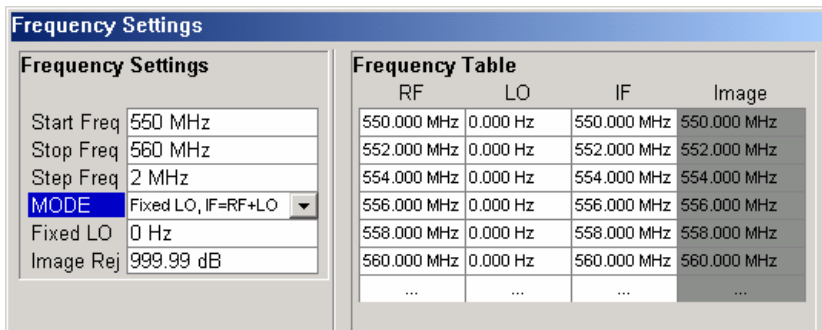 Frequency Settings
Frequency Settings
Start Freq 550 MHz
Stop Freq 560 MHz
Step Freq 2 MHz
MODE Fixed LO, IF=RF+LO
Fixed LO 0 Hz
Image Rej 999.99 dB
Frequency Table
RF LO IF Image
550.000 MHz 0.000 Hz 550.000 MHz 550.000 MHz
552.000 MHz 0.000 Hz 552.000 MHz 552.000 MHz
554.000 MHz 0.000 Hz 554.000 MHz 554.000 MHz
556.000 MHz 0.000 Hz 556.000 MHz 556.000 MHz
558.000 MHz 0.000 Hz 558.000 MHz 558.000 MHz
560.000 MHz 0.000 Hz 560.000 MHz 560.000 MHz
... ... ... ...